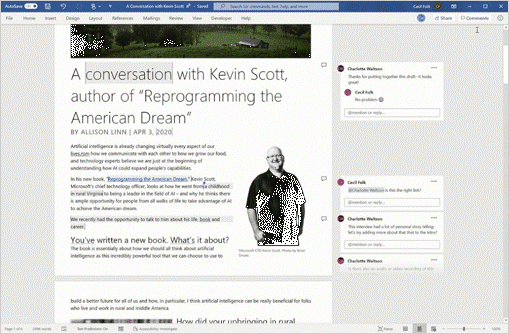 AutoSave
A Conversation with Kevin Scott
Saved
Search for commands, text, help, and more
Cecil Folk
File Home Insert Design Layout References Mailings Review View Developer Help
Share Comments
A conversation with Kevin Scott,
author of "Reprogramming the
American Dream"
BY ALLISON LINN | APR 3, 2020
Artificial intelligence is already changing virtually every aspect of our
lives,from how we communicate with each other to how we grow our food,
and technology experts believe we are just at the beginning of
understanding how AI could expand people's capabilities.
In his new book, "Reprogramming the American Dream," Kevin Scott,
Microsoft's chief technology officer, looks at how he went from a childhood
in rural Virginia to being a leader in the field of AI – and why he thinks there
is ample opportunity for people from all walks of life to take advantage of AI
to achieve the American dream.
We recently had the opportunity to talk to him about his life, book and
career.
You've written a new book. What's it about?
The book is essentially about how we should all think about artificial
intelligence as this incredibly powerful tool that we can choose to use to
Microsoft CTO Kevin Scott. Photo by Brian
Smale.
build a better future for all of us and how, in particular, I think artificial intelligence can be really beneficial for folks
who live and work in rural and middle America.
How did your upbringing in rural
Charlotte Waltson
Thanks for putting together this draft--it looks
great!
Cecil Folk
No problem
@mention or reply...
Cecil Folk
@Charlotte Waltson is this the right link?
@mention or reply...
Charlotte Waltson
This interview had a lot of personal story telling,
let's try adding more about that to the intro?
@mention or reply...
Charlotte Waltson
Page 1 of 6 2496 words Text Predictions: On Accessibility: Investigate
Focus
100%